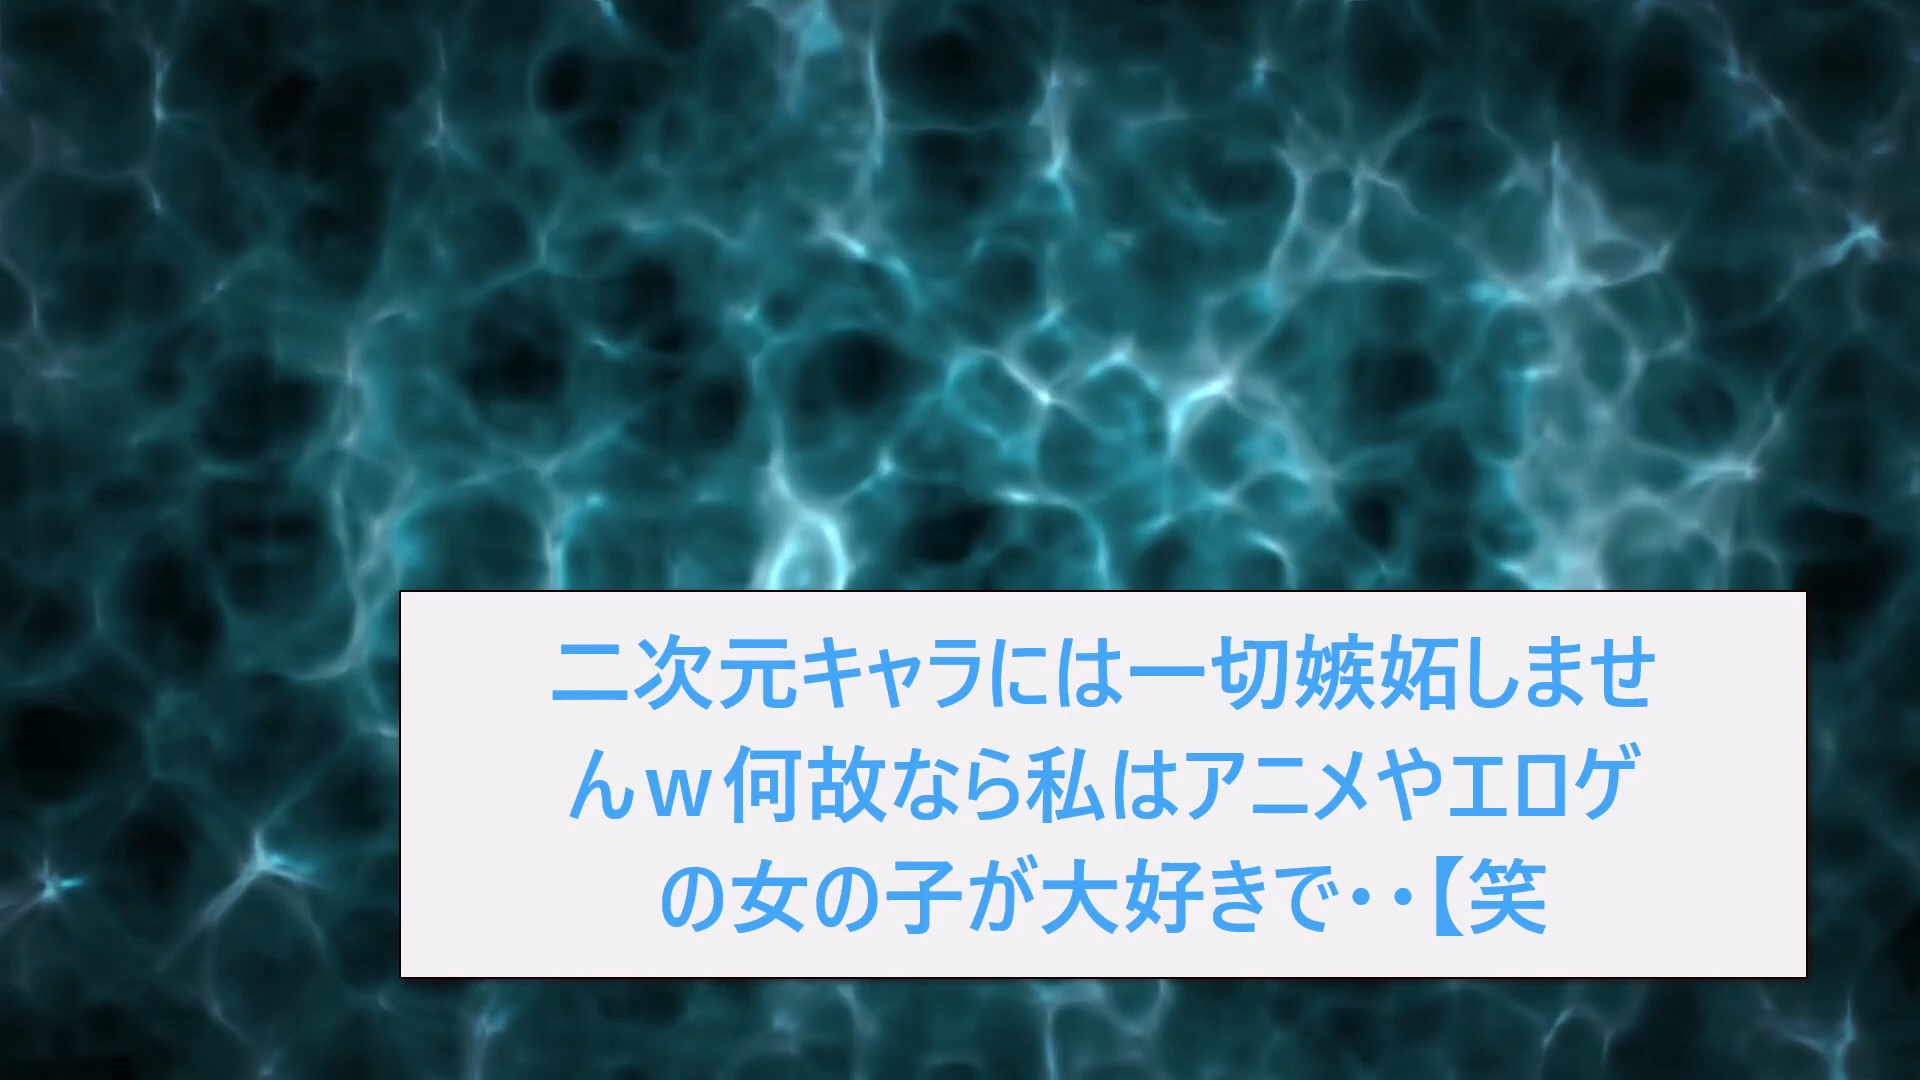 二次元キャラには一切嫉妬しませ
んｗ何故なら私はアニメやエロゲ
の女の子が大好きで・・【笑